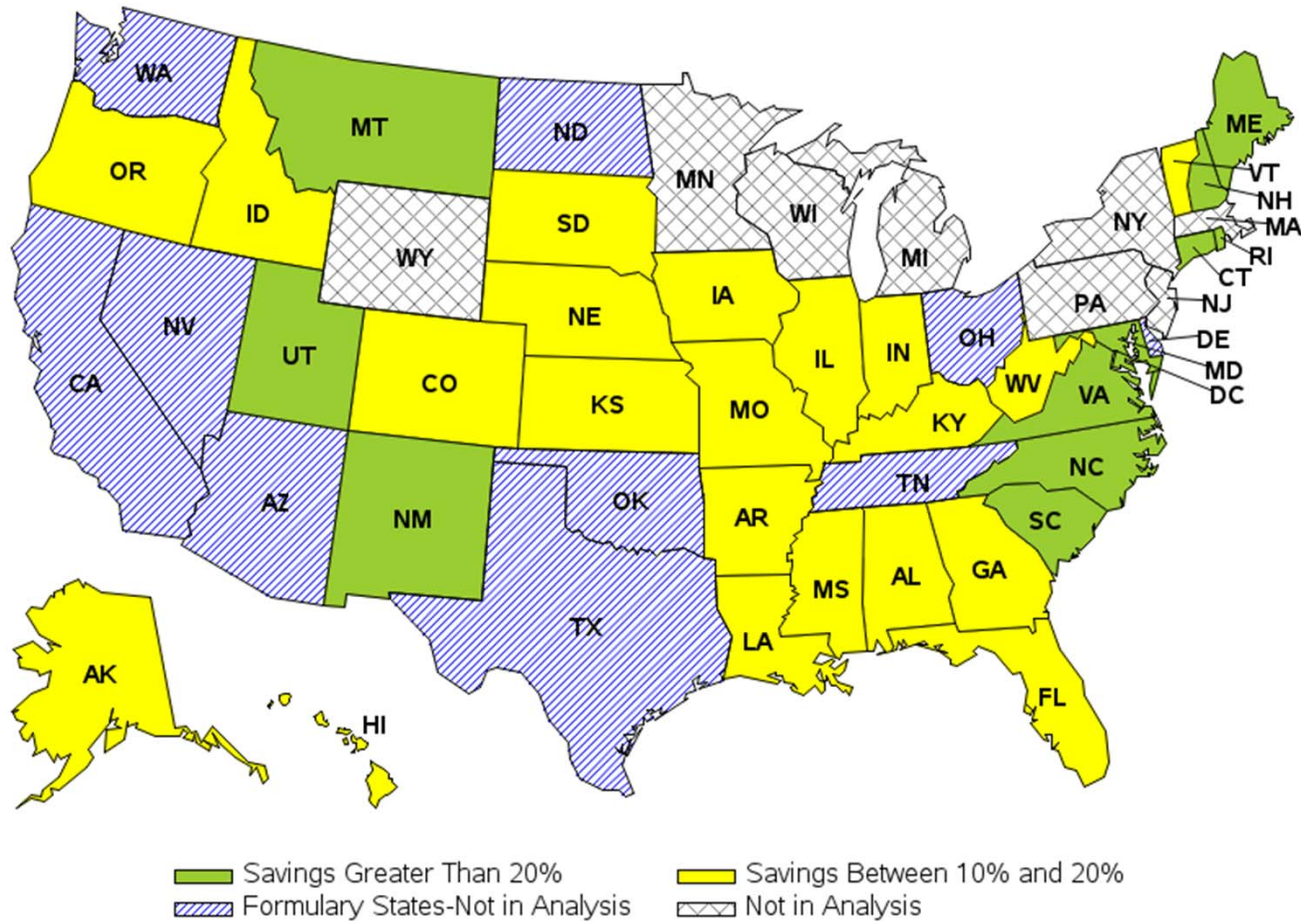 WA
MT
ND
MN
ME
VT
NH
MA
RI
CT
NJ
DE
MD
DC
OR
ID
SD
WI
NY
WY
MI
IA
PA
NE
NV
UT
IL
IN
OH
CA
CO
KS
MO
WV
VA
KY
NC
AZ
NM
OK
TN
AR
SC
MS
AL
GA
TX
LA
AK
HI
FL
Savings Greater Than 20%
Savings Between 10% and 20%
Formulary States-Not in Analysis
Not in Analysis